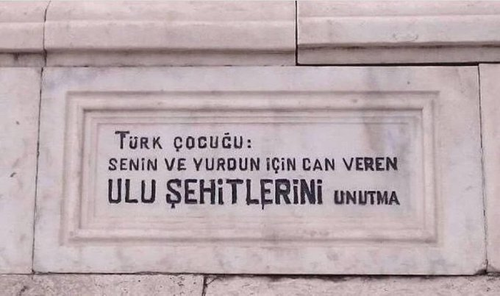 TÜRK ÇOCUĞU:
SENİN VE YURDUN İÇİN CAN VEREN
ULU ŞEHİTLERİNİ UNUTMA